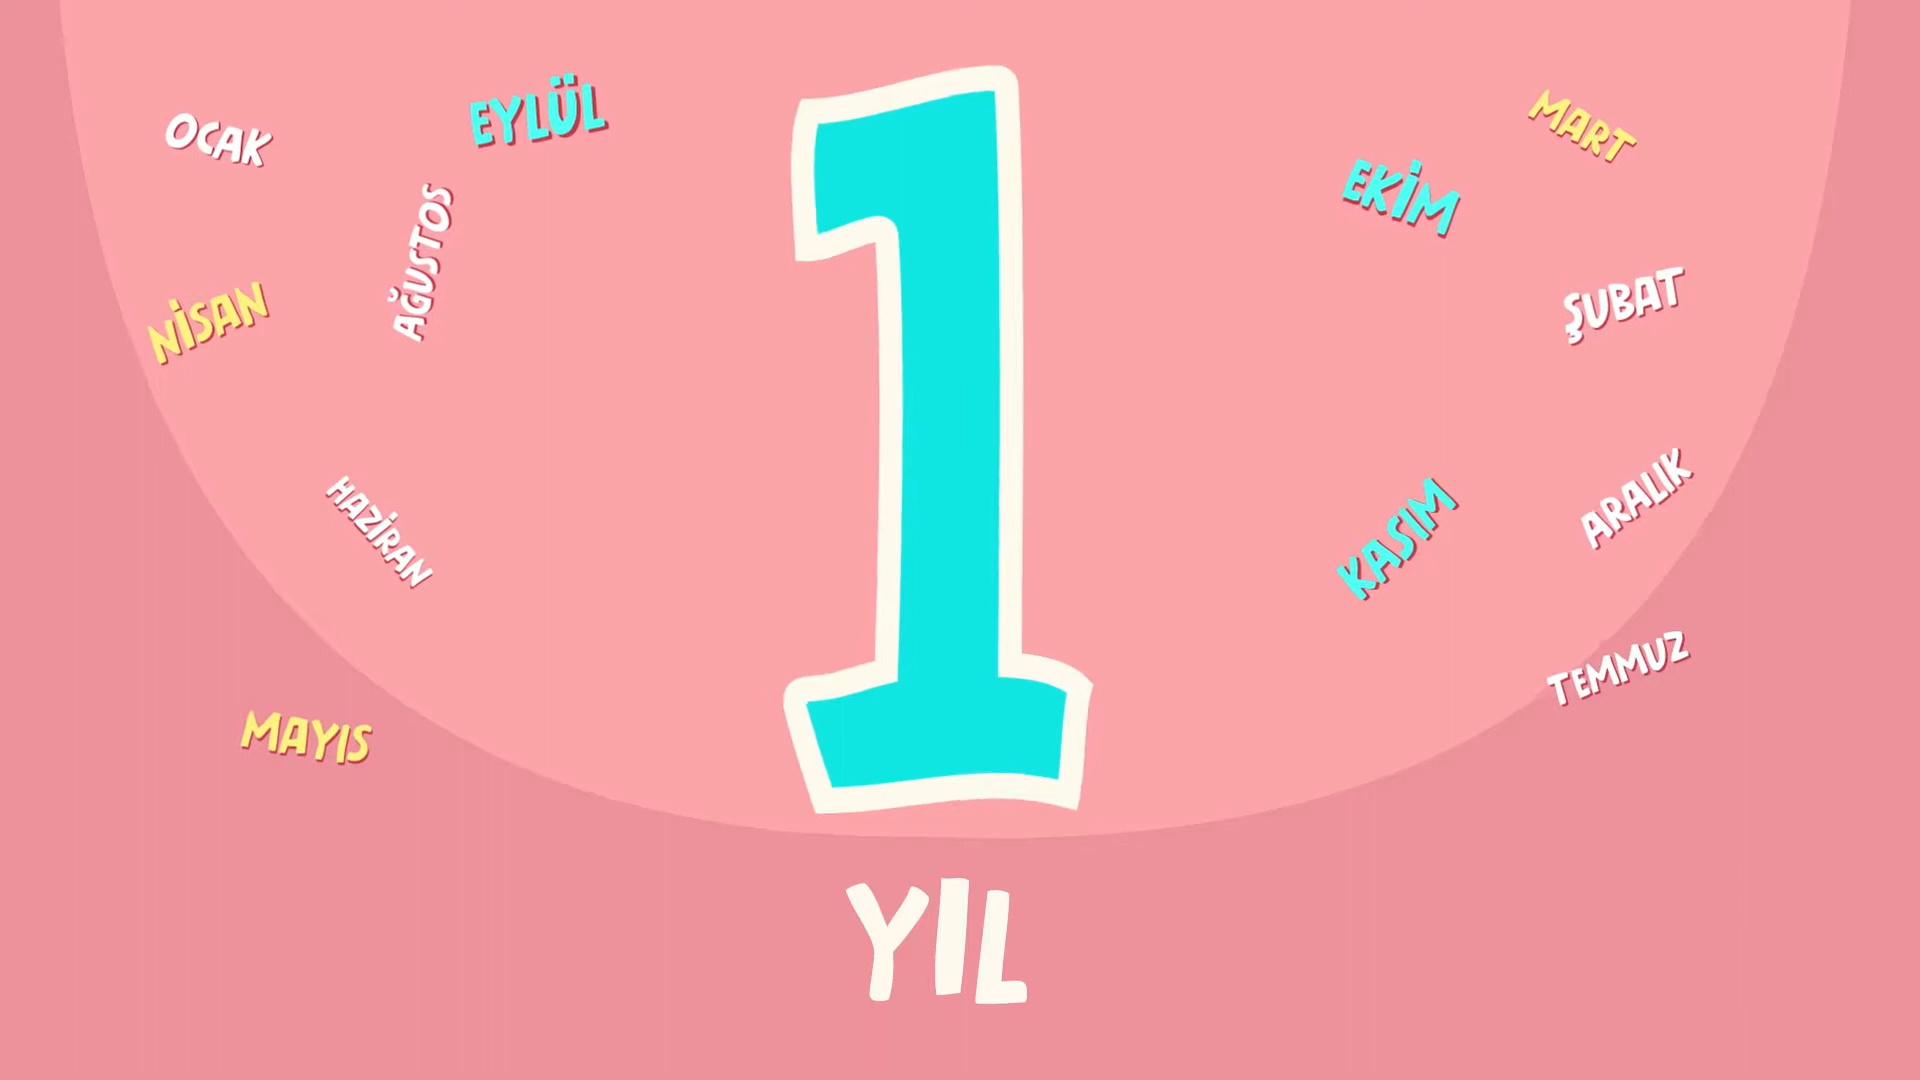 OCAK
EYLÜL
AĞUSTOS
NİSAN
HAZİRAN
MAYIS
1
YIL
MART
EKİM
ŞUBAT
KASIM
ARALIK
TEMMUZ